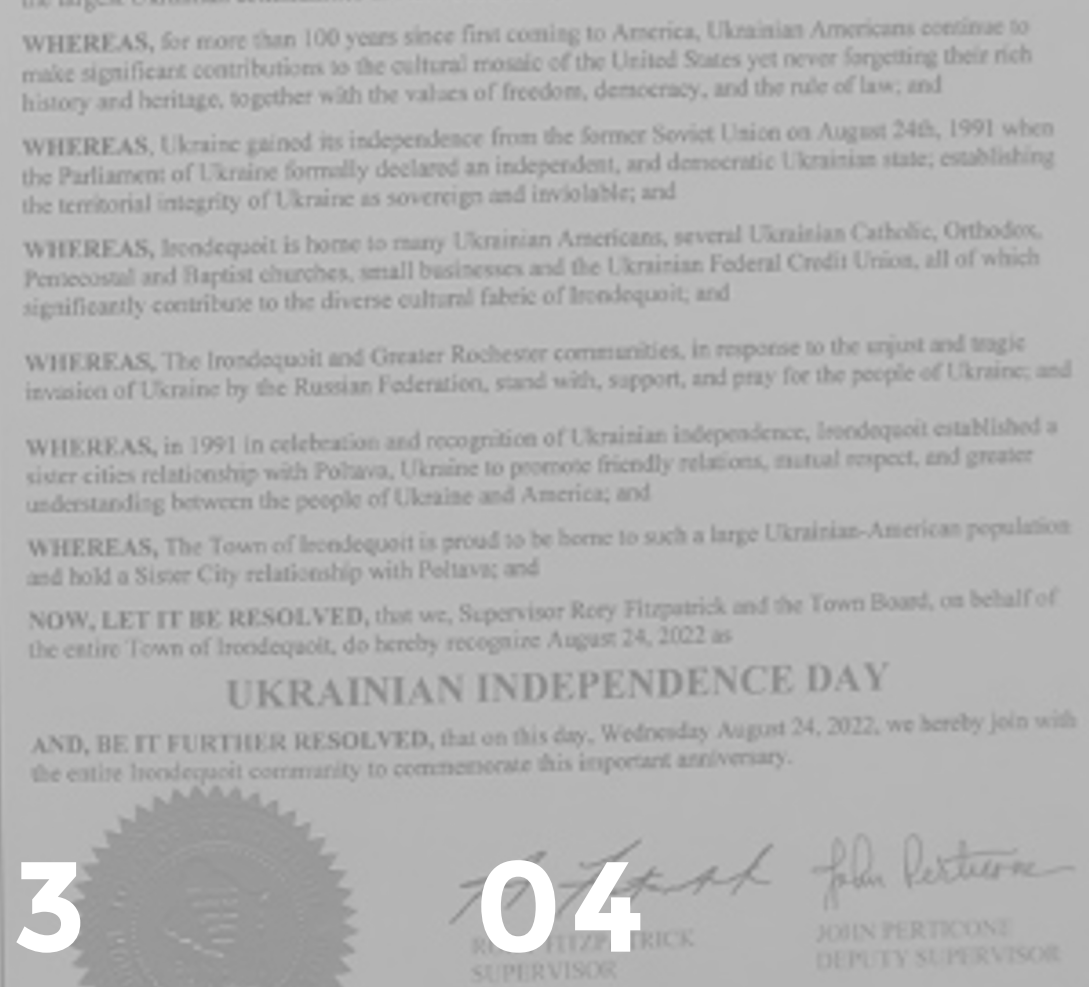 WHEREAS, for more than 100 years since first coming to America, Ukrainian Americans continue to
make significant contributions to the cultural mosaic of the United States yet never forgetting their rich
history and heritage, together with the values of freedom, democracy, and the rule of law; and
WHEREAS, Ukraine gained its independence from the former Soviet Union on August 24th, 1991 when
the Parliament of Ukraine formally declared an independent, and democratic Ukrainian state; establishing
the territorial integrity of Ukraine as sovereign and inviolable; and
WHEREAS, Irondequoit is home to many Ukrainian Americans, several Ukrainian Catholic, Orthodox,
Pentecostal and Baptist churches, small businesses and the Ukrainian Federal Credit Union, all of which
significantly contribute to the diverse cultural fabric of Irondequoit; and
WHEREAS, The Irondequoit and Greater Rochester communities, in response to the unjust and tragic
invasion of Ukraine by the Russian Federation, stand with, support, and pray for the people of Ukraine; and
WHEREAS, in 1991 in celebration and recognition of Ukrainian independence, Irondequoit established a
sister cities relationship with Poltava, Ukraine to promote friendly relations, mutual respect, and greater
understanding between the people of Ukraine and America; and
WHEREAS, The Town of Irondequoit is proud to be home to such a large Ukrainian-American population
and hold a Sister City relationship with Poltava; and
NOW, LET IT BE RESOLVED, that we, Supervisor Rory Fitzpatrick and the Town Board, on behalf of
the entire Town of Irondequoit, do hereby recognize August 24, 2022 as
UKRAINIAN INDEPENDENCE DAY
AND, BE IT FURTHER RESOLVED, that on this day, Wednesday August 24, 2022, we hereby join with
the entire Irondequoit community to commemorate this important anniversary.
John Perticone
3 04
JOHN PERTICONE
SUPERVISOR DEPUTY SUPERVISOR